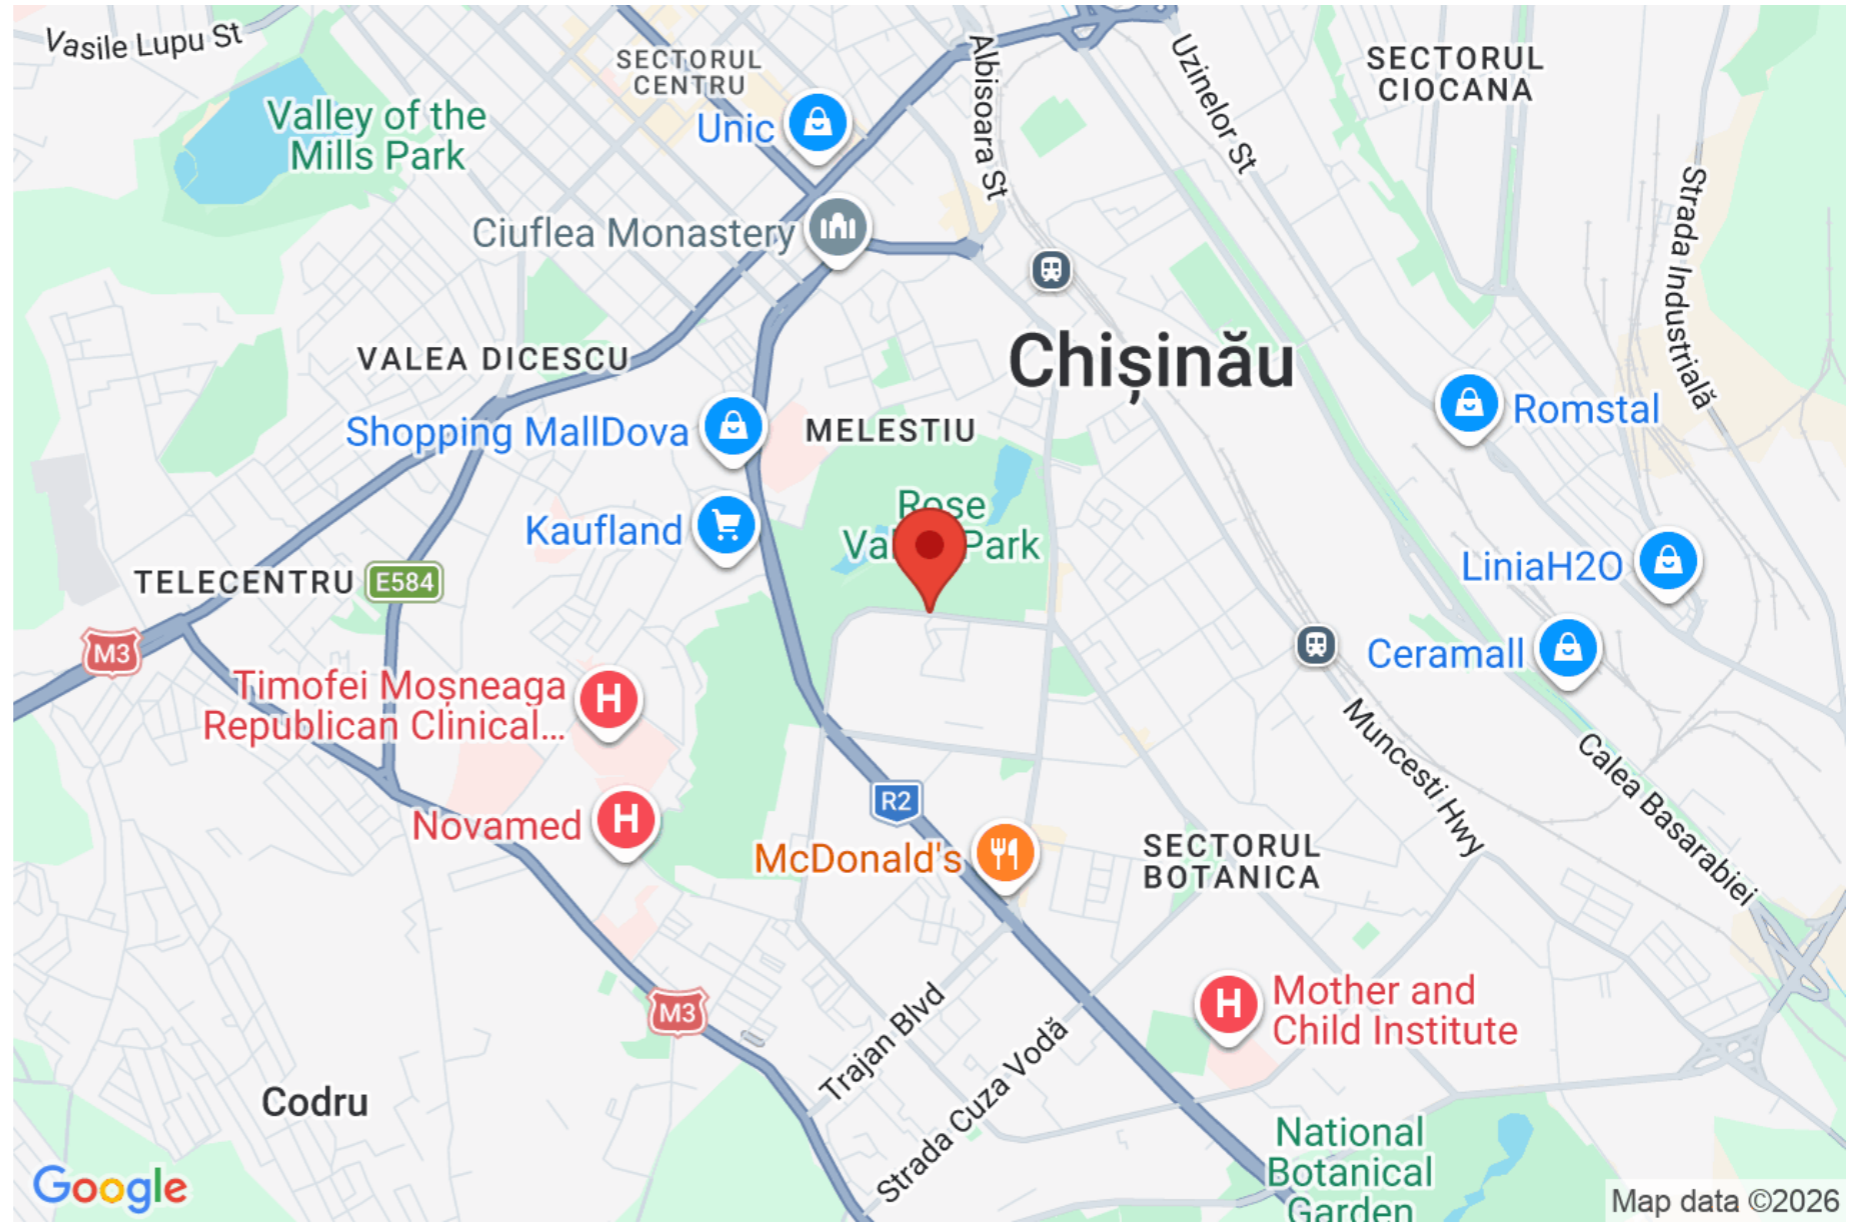 Vasile Lupu St
SECTORUL
CENTRU
Albisoara St
Uzinelor St
SECTORUL
CIOCANA
Valley of the
Mills Park
Unic
Strada Industrială
Ciuflea Monastery
Chișinău
VALEA DICESCU
Shopping MallDova
MELESTIU
Romstal
Rose
Park
Kaufland
LiniaH2O
TELECENTRU
E584
M3
Ceramall
Timofei Moșneaga
Republican Clinical...
H
Muncesti Hwy
Calea Basarabiei
R2
Novamed
H
McDonald's
SECTORUL
BOTANICA
M3
Trajan Blvd
Strada Cuza Vodă
H
Mother and
Child Institute
Codru
National
Botanical
Garden
Google
Map data ©2026